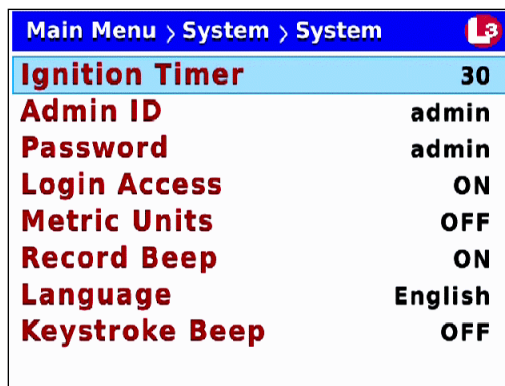 Main Menu > System > System L3
Ignition Timer 30
Admin ID admin
Password admin
Login Access ON
Metric Units OFF
Record Beep ON
Language English
Keystroke Beep OFF